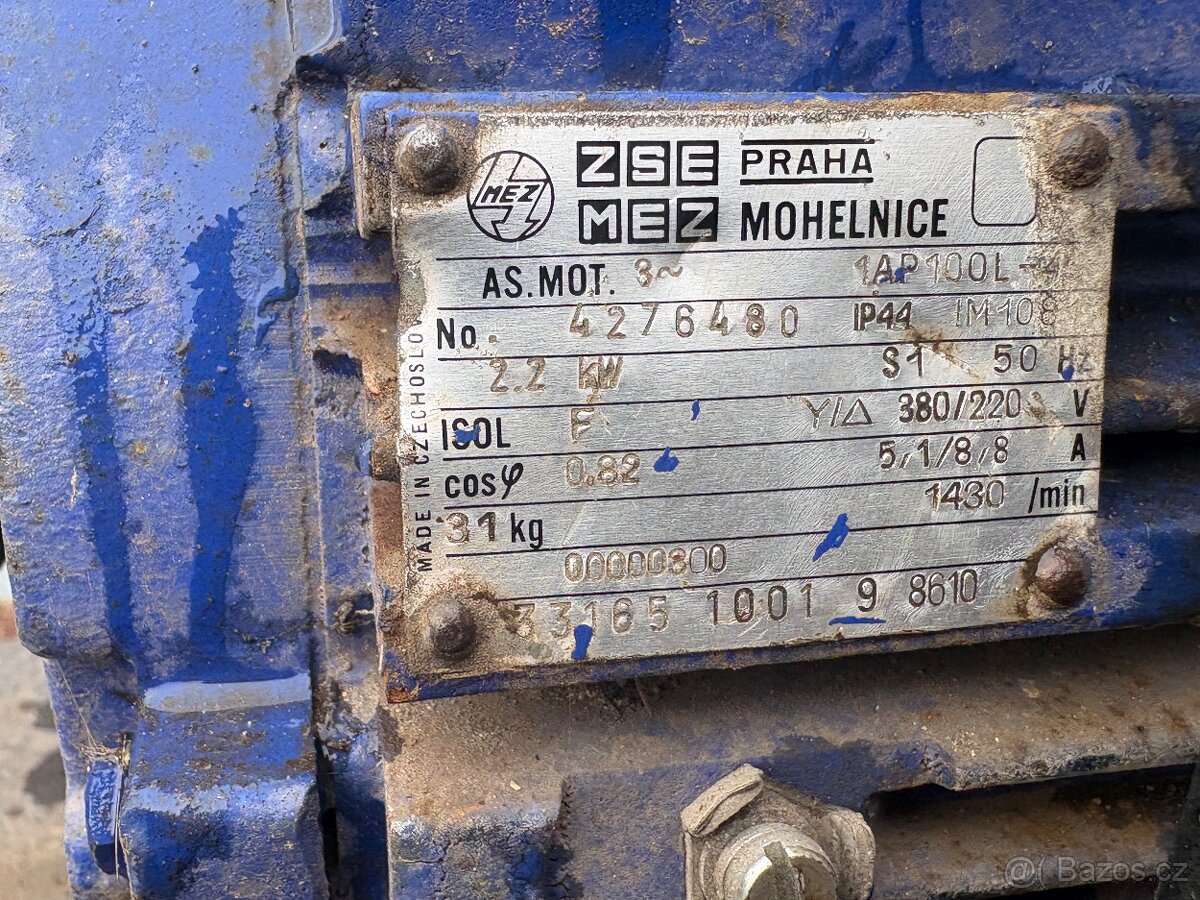 MEZ
ZSE PRAHA
MEZ MOHELNICE
AS.MOT. 3~ 1AP100L-4
No. 4276480 IP44 IM108
2.2 KW S1 50 Hz
ISOL F Y/Δ 380/220 V
cosφ 0,82 5,1/8,8 A
31 kg 1430 /min
00000800
33165 1001 9 8610
MADE IN CZECHOSLO
@( Bazos.cz